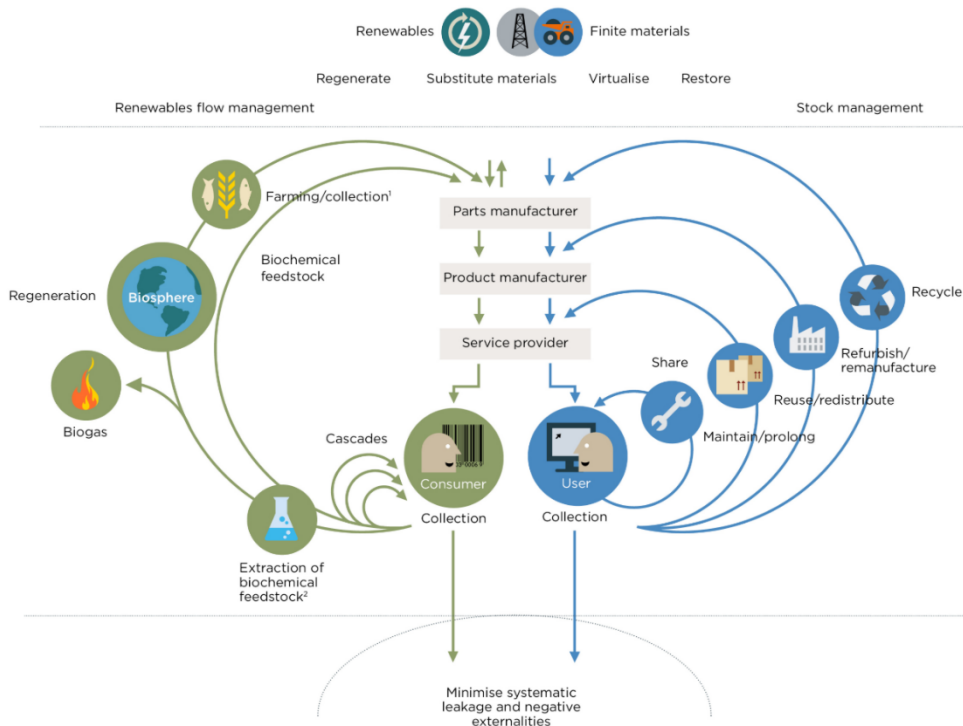 Renewables
Finite materials
Regenerate
Substitute materials
Virtualise
Restore
Renewables flow management
Stock management
Farming/collection¹
Parts manufacturer
Biochemical
feedstock
Regeneration
Biosphere
Product manufacturer
Recycle
Service provider
Share
Refurbish/
remanufacture
Reuse/redistribute
Biogas
Cascades
Maintain/prolong
Consumer
User
Collection
Collection
Extraction of
biochemical
feedstock²
Minimise systematic
leakage and negative
externalities